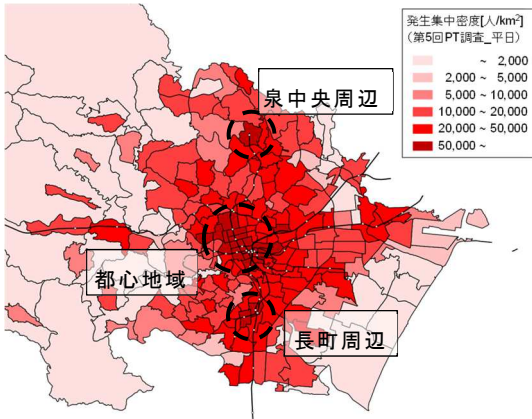 発生集中密度[人/km²]
(第5回PT調査_平日)
~ 2,000
2,000 ~ 5,000
5,000 ~ 10,000
10,000 ~ 20,000
20,000 ~ 50,000
50,000 ~
泉中央周辺
都心地域
長町周辺